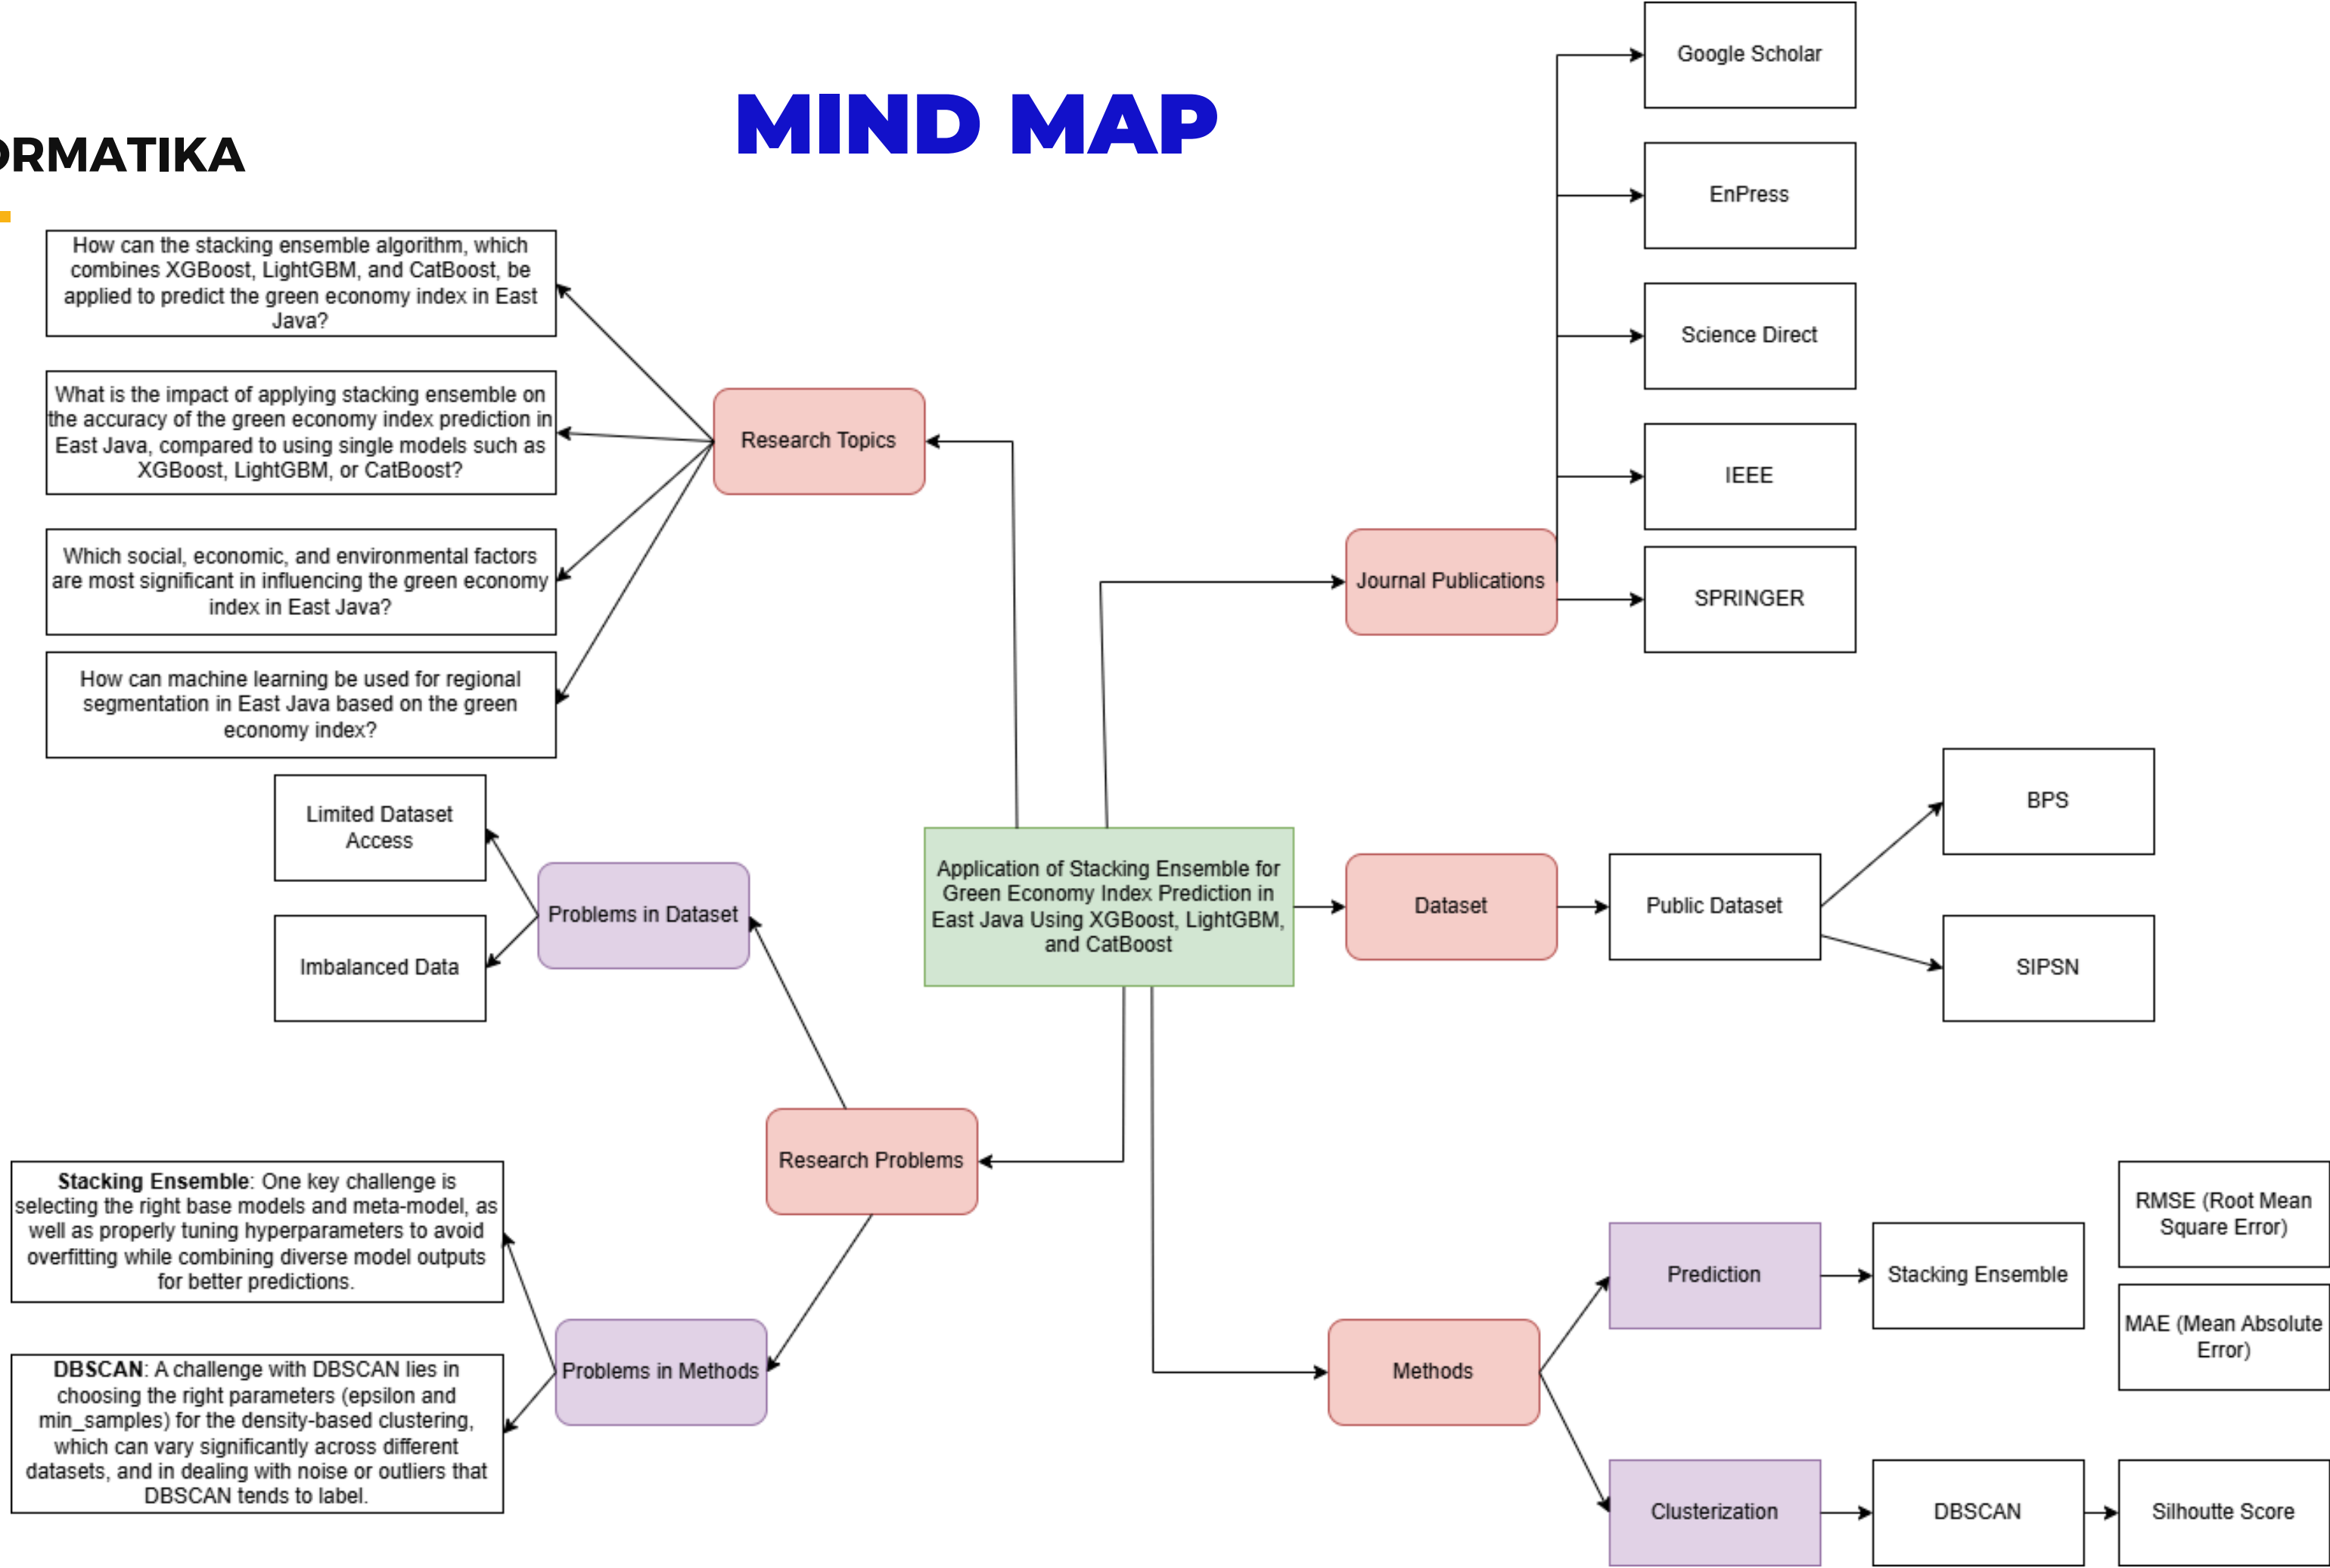 MIND MAP
ORMATIKA
Google Scholar
EnPress
Science Direct
IEEE
SPRINGER
Journal Publications
How can the stacking ensemble algorithm, which
combines XGBoost, LightGBM, and CatBoost, be
applied to predict the green economy index in East
Java?
What is the impact of applying stacking ensemble on
the accuracy of the green economy index prediction in
East Java, compared to using single models such as
XGBoost, LightGBM, or CatBoost?
Which social, economic, and environmental factors
are most significant in influencing the green economy
index in East Java?
How can machine learning be used for regional
segmentation in East Java based on the green
economy index?
Research Topics
Limited Dataset
Access
Imbalanced Data
Problems in Dataset
Application of Stacking Ensemble for
Green Economy Index Prediction in
East Java Using XGBoost, LightGBM,
and CatBoost
Dataset
Public Dataset
BPS
SIPSN
Research Problems
Stacking Ensemble: One key challenge is
selecting the right base models and meta-model, as
well as properly tuning hyperparameters to avoid
overfitting while combining diverse model outputs
for better predictions.
DBSCAN: A challenge with DBSCAN lies in
choosing the right parameters (epsilon and
min_samples) for the density-based clustering,
which can vary significantly across different
datasets, and in dealing with noise or outliers that
DBSCAN tends to label.
Problems in Methods
Methods
Prediction
Stacking Ensemble
RMSE (Root Mean
Square Error)
MAE (Mean Absolute
Error)
Clusterization
DBSCAN
Silhoutte Score